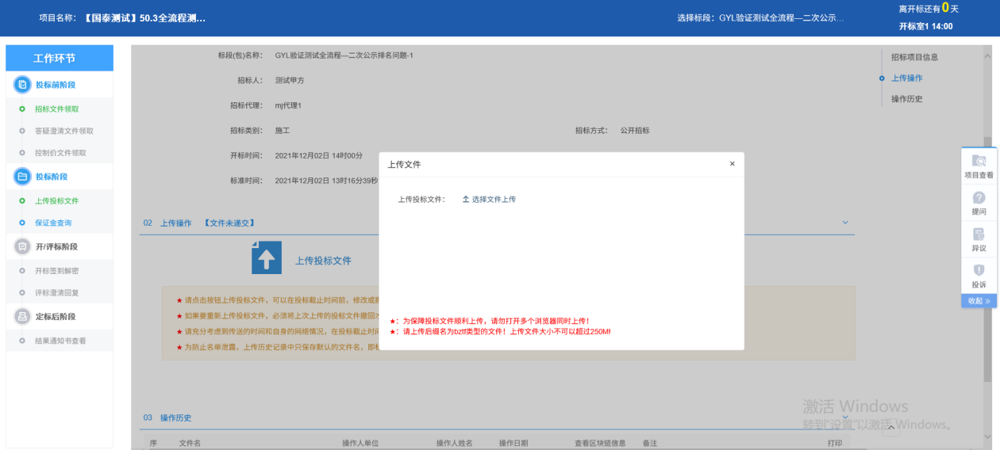 项目名称: 【国泰测试】50.3全流程测...
选择标段: GYL验证测试全流程—二次公示...
离开标还有0天
开标室1 14:00
工作环节
投标前阶段
招标文件领取
答疑澄清文件领取
控制价文件领取
投标阶段
上传投标文件
保证金查询
开/评标阶段
开标签到解密
评标澄清回复
定标后阶段
结果通知书查看
标段(包)名称: GYL验证测试全流程—二次公示排名问题-1
招标人: 测试甲方
招标代理: mj代理1
招标类别: 施工
招标方式: 公开招标
开标时间: 2021年12月02日 14时00分
标准时间: 2021年12月02日 13时16分39秒
02 上传操作 【文件未递交】
上传投标文件
★ 请点击按钮上传投标文件，可以在投标截止时间前，修改或
★ 如果要重新上传投标文件，必须将上次上传的投标文件撤回
★ 请充分考虑到传送的时间和自身的网络情况，在投标截止时
★ 为防止名单泄露，上传历史记录中只保存默认的文件名，即
上传文件
×
上传投标文件: 选择文件上传
★: 为保障投标文件顺利上传，请勿打开多个浏览器同时上传！
★: 请上传后缀名为bztf类型的文件！上传文件大小不可以超过250M!
03 操作历史
序 文件名 操作人单位 操作人姓名 操作日期 查看区块链信息 备注 打印
招标项目信息
上传操作
操作历史
项目查看
提问
异议
投诉
收起 »
激活 Windows
转到"设置"以激活 Windows。